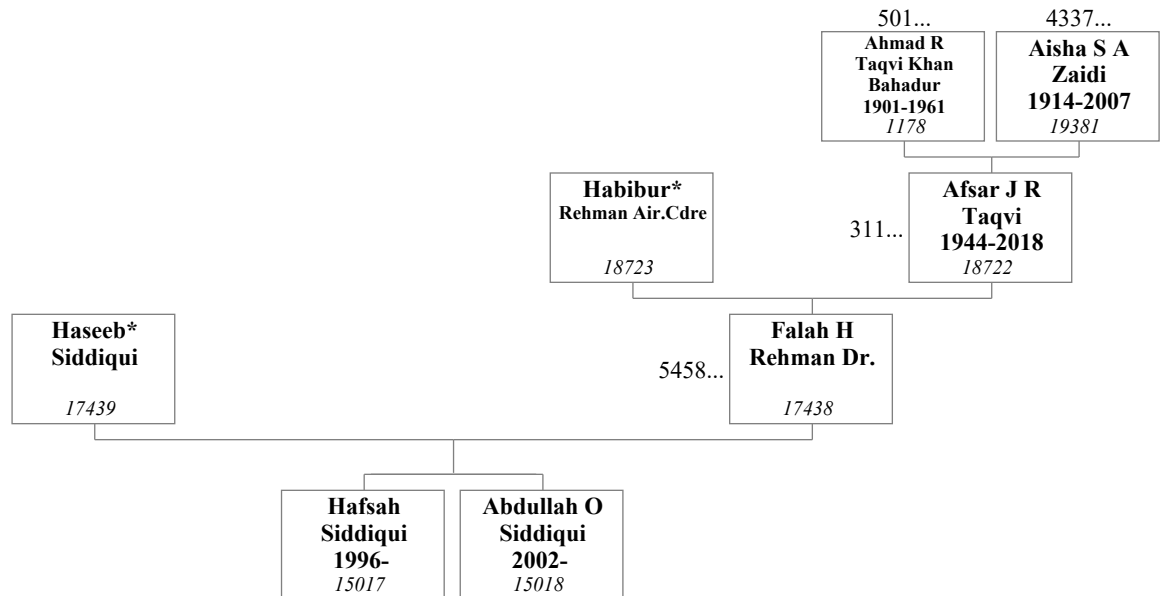 501...
4337...
Ahmad R
Taqvi Khan
Bahadur
1901-1961
1178
Aisha S A
Zaidi
1914-2007
19381
Habibur*
Rehman Air.Cdre
18723
311...
Afsar J R
Taqvi
1944-2018
18722
Haseeb*
Siddiqui
17439
5458...
Falah H
Rehman Dr.
17438
Hafsah
Siddiqui
1996-
15017
Abdullah O
Siddiqui
2002-
15018